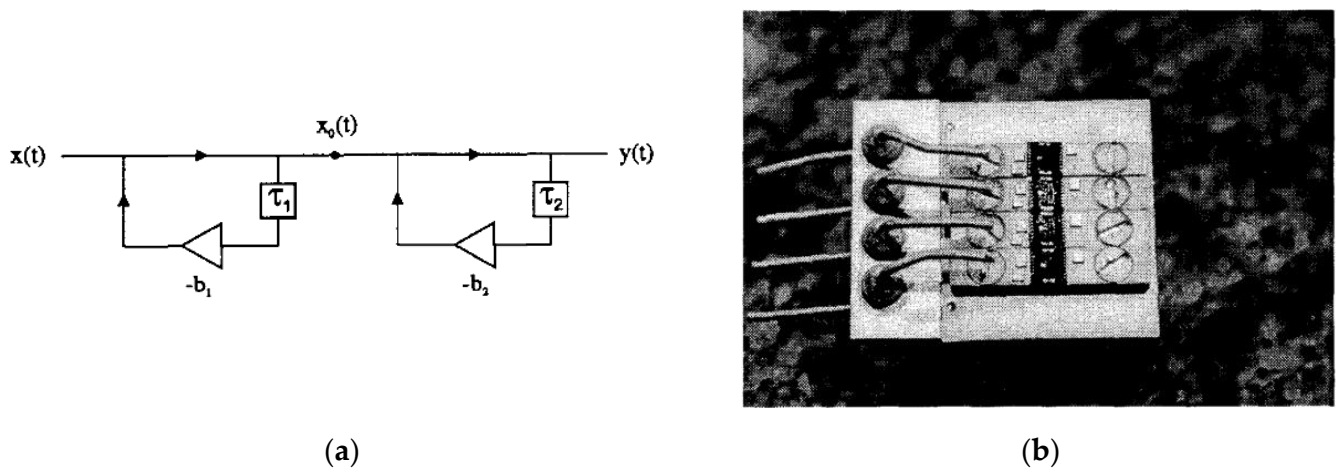 x₀(t)
x(t)
y(t)
τ₁
τ₂
-b₁
-b₂
(a)
(b)